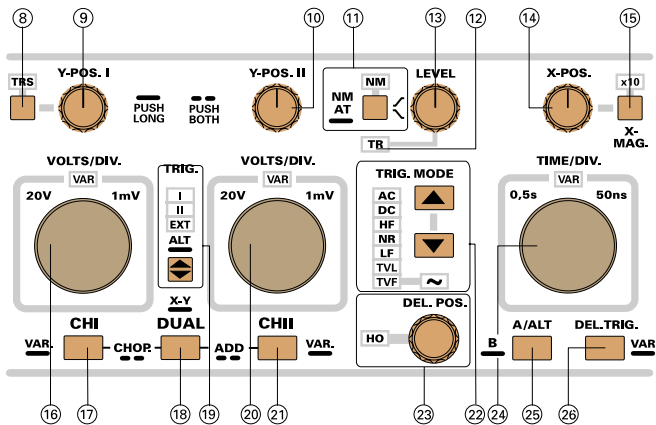 8 9 10 11 13 12 14 15
Y-POS. I Y-POS. II LEVEL X-POS.
TRS NM x10
PUSH LONG
PUSH BOTH
NM AT
TR
X-MAG.
VOLTS/DIV. TRIG. VOLTS/DIV. TRIG. MODE TIME/DIV.
VAR VAR VAR
20V 1mV 20V 1mV 0,5s 50ns
I
II
EXT
ALT
AC
DC
HF
NR
LF
TVL
TVF ~
X-Y
DEL. POS.
HO
CHI DUAL CHII A/ALT DEL.TRIG.
VAR. CHOP. ADD VAR. B VAR
16 17 18 19 20 21 23 22 24 25 26